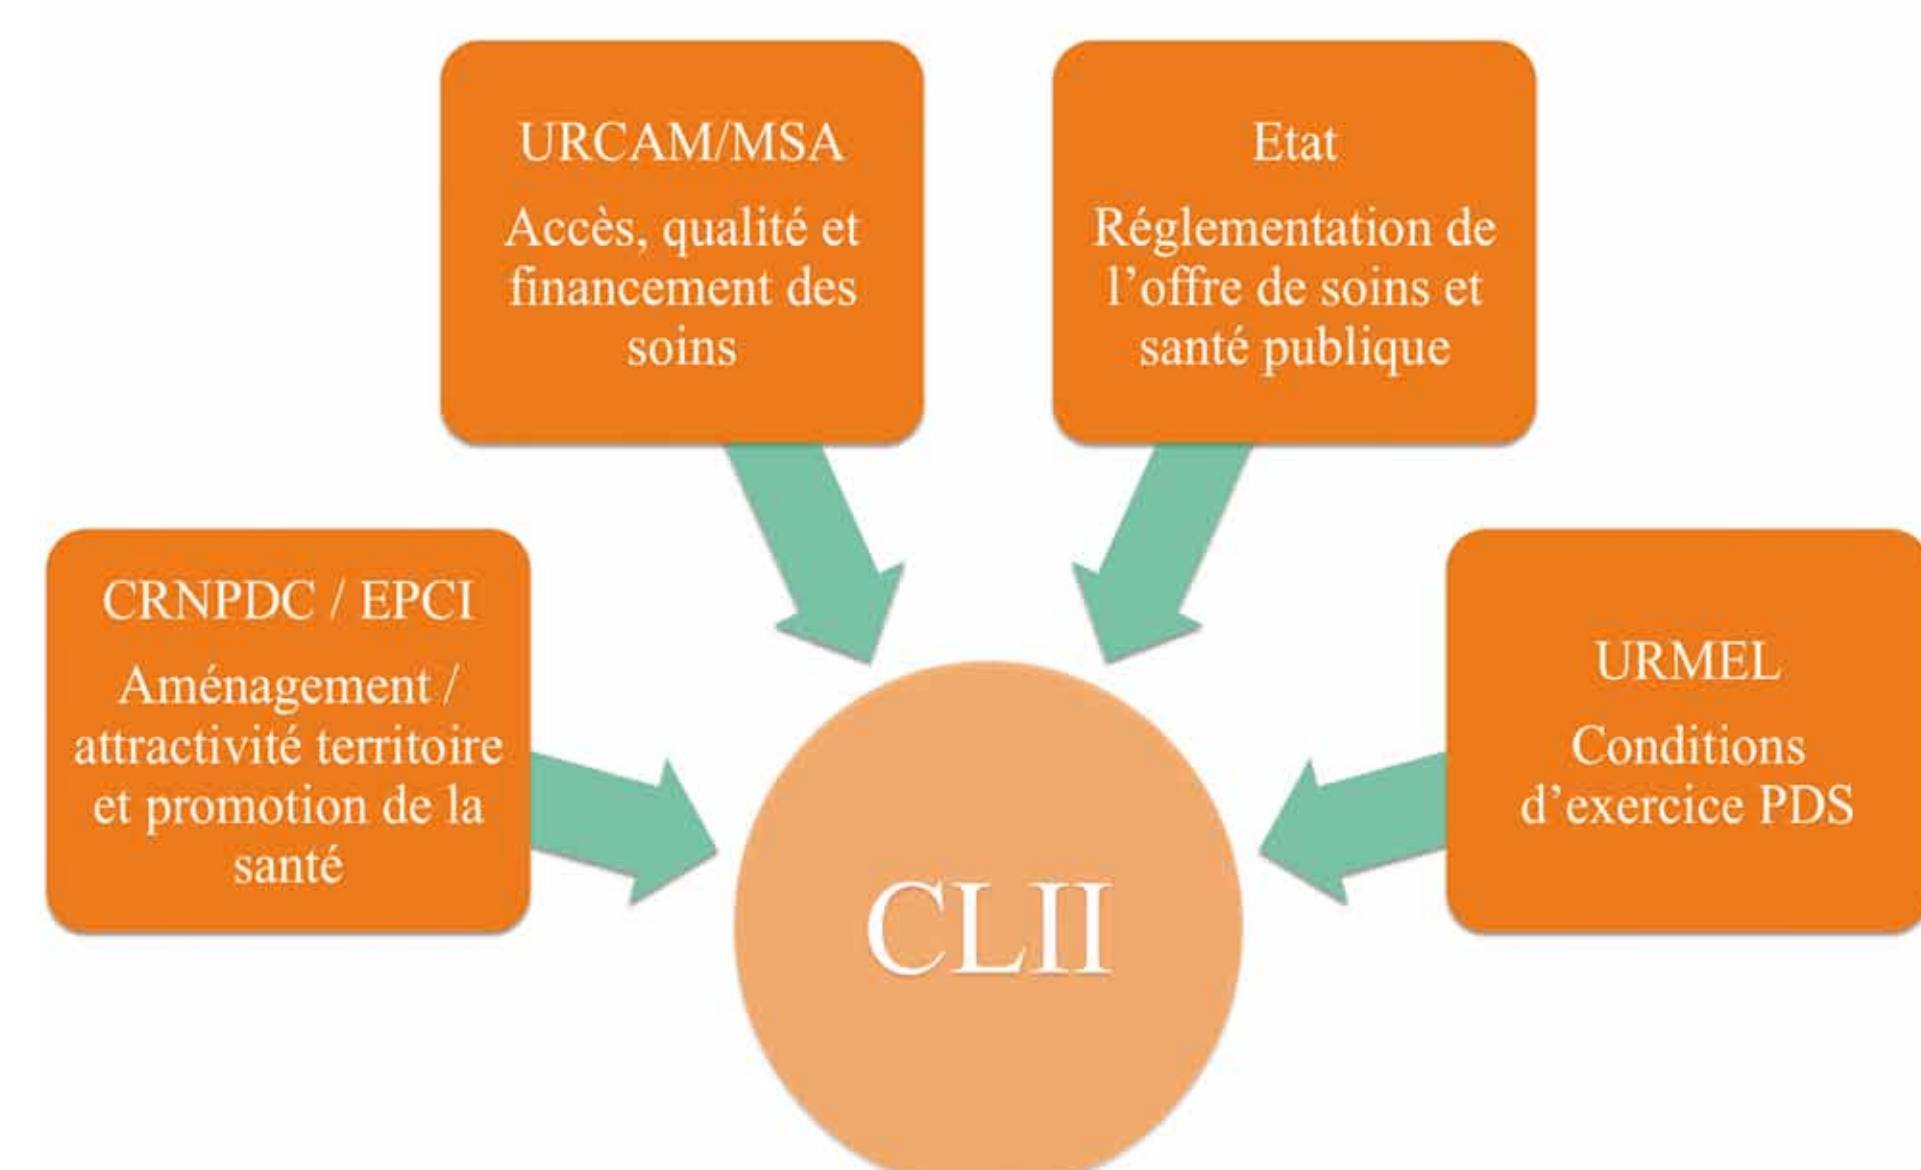 URCAM/MSA
Accès, qualité et
financement des
soins
Etat
Réglementation de
l’offre de soins et
santé publique
CRNPDC / EPCI
Aménagement /
attractivité territoire
et promotion de la
santé
URMEL
Conditions
d’exercice PDS
CLII